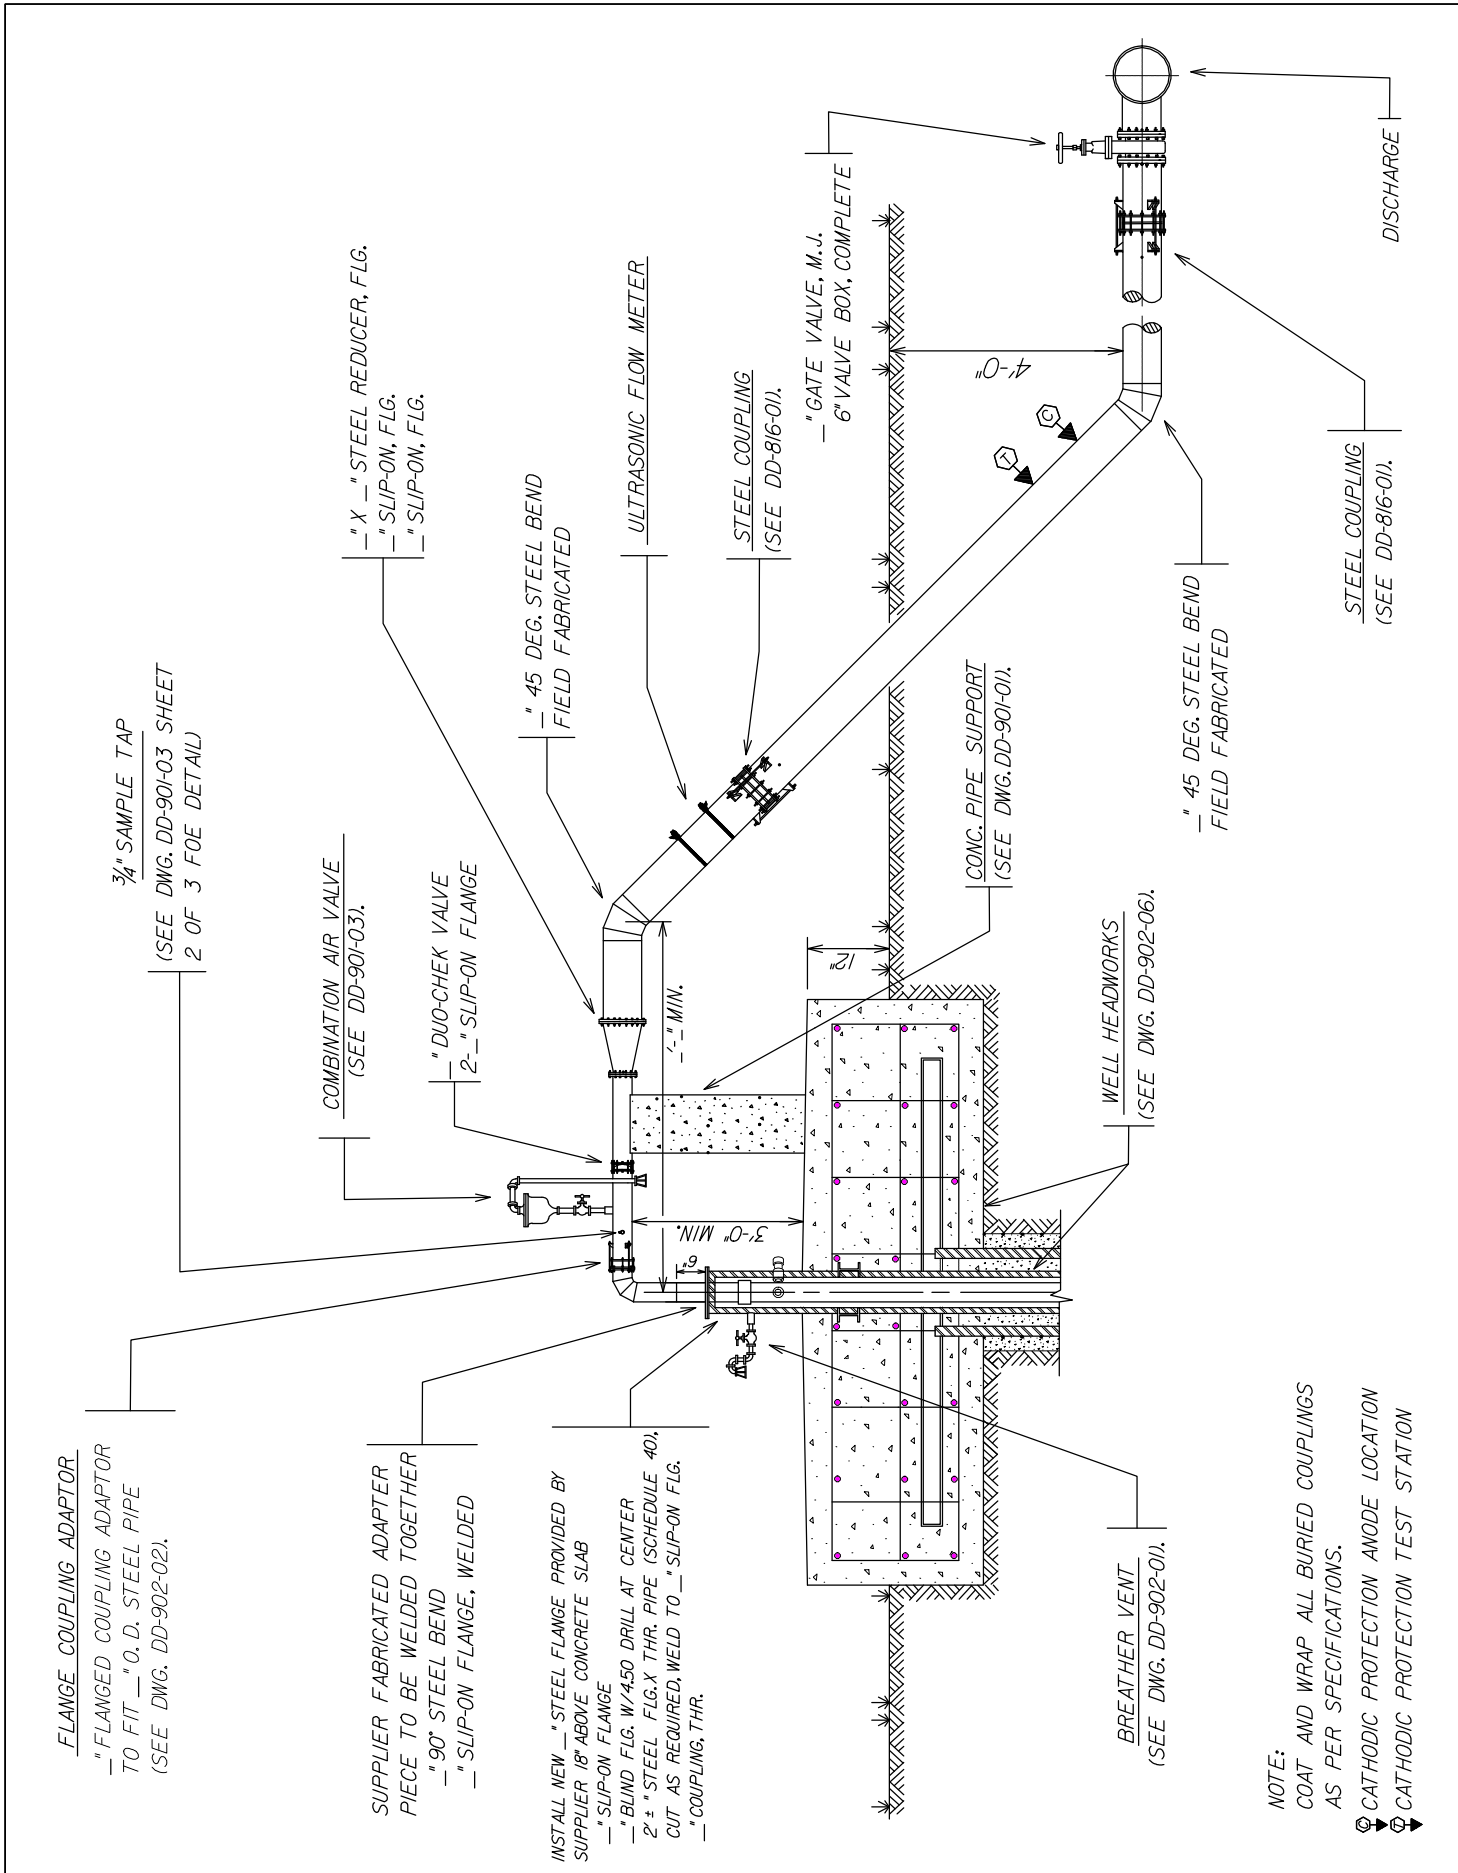 FLANGE COUPLING ADAPTOR
_" FLANGED COUPLING ADAPTOR
TO FIT _" O.D. STEEL PIPE
(SEE DWG. DD-902-02).
3/4" SAMPLE TAP
(SEE DWG. DD-901-03 SHEET
2 OF 3 FOE DETAIL)
COMBINATION AIR VALVE
(SEE DD-901-03).
_" X _" STEEL REDUCER, FLG.
_" SLIP-ON, FLG.
_" SLIP-ON, FLG.
SUPPLIER FABRICATED ADAPTER
PIECE TO BE WELDED TOGETHER
_" 90° STEEL BEND
_" SLIP-ON FLANGE, WELDED
_" DUO-CHEK VALVE
2-_" SLIP-ON FLANGE
_" 45 DEG. STEEL BEND
FIELD FABRICATED
ULTRASONIC FLOW METER
STEEL COUPLING
(SEE DD-816-01).
_" GATE VALVE, M.J.
6" VALVE BOX, COMPLETE
INSTALL NEW _" STEEL FLANGE PROVIDED BY
SUPPLIER 18" ABOVE CONCRETE SLAB
_" SLIP-ON FLANGE
_" BLIND FLG. W/4.50 DRILL AT CENTER
2' ± " STEEL FLG.X THR. PIPE (SCHEDULE 40),
CUT AS REQUIRED, WELD TO _" SLIP-ON FLG.
_" COUPLING, THR.
6"
3'-0" MIN.
'-_" MIN.
12"
4'-0"
T
C
CONC. PIPE SUPPORT
(SEE DWG. DD-901-01).
WELL HEADWORKS
(SEE DWG. DD-902-06).
BREATHER VENT
(SEE DWG. DD-902-01).
_" 45 DEG. STEEL BEND
FIELD FABRICATED
STEEL COUPLING
(SEE DD-816-01).
DISCHARGE
NOTE:
COAT AND WRAP ALL BURIED COUPLINGS
AS PER SPECIFICATIONS.
C CATHODIC PROTECTION ANODE LOCATION
T CATHODIC PROTECTION TEST STATION